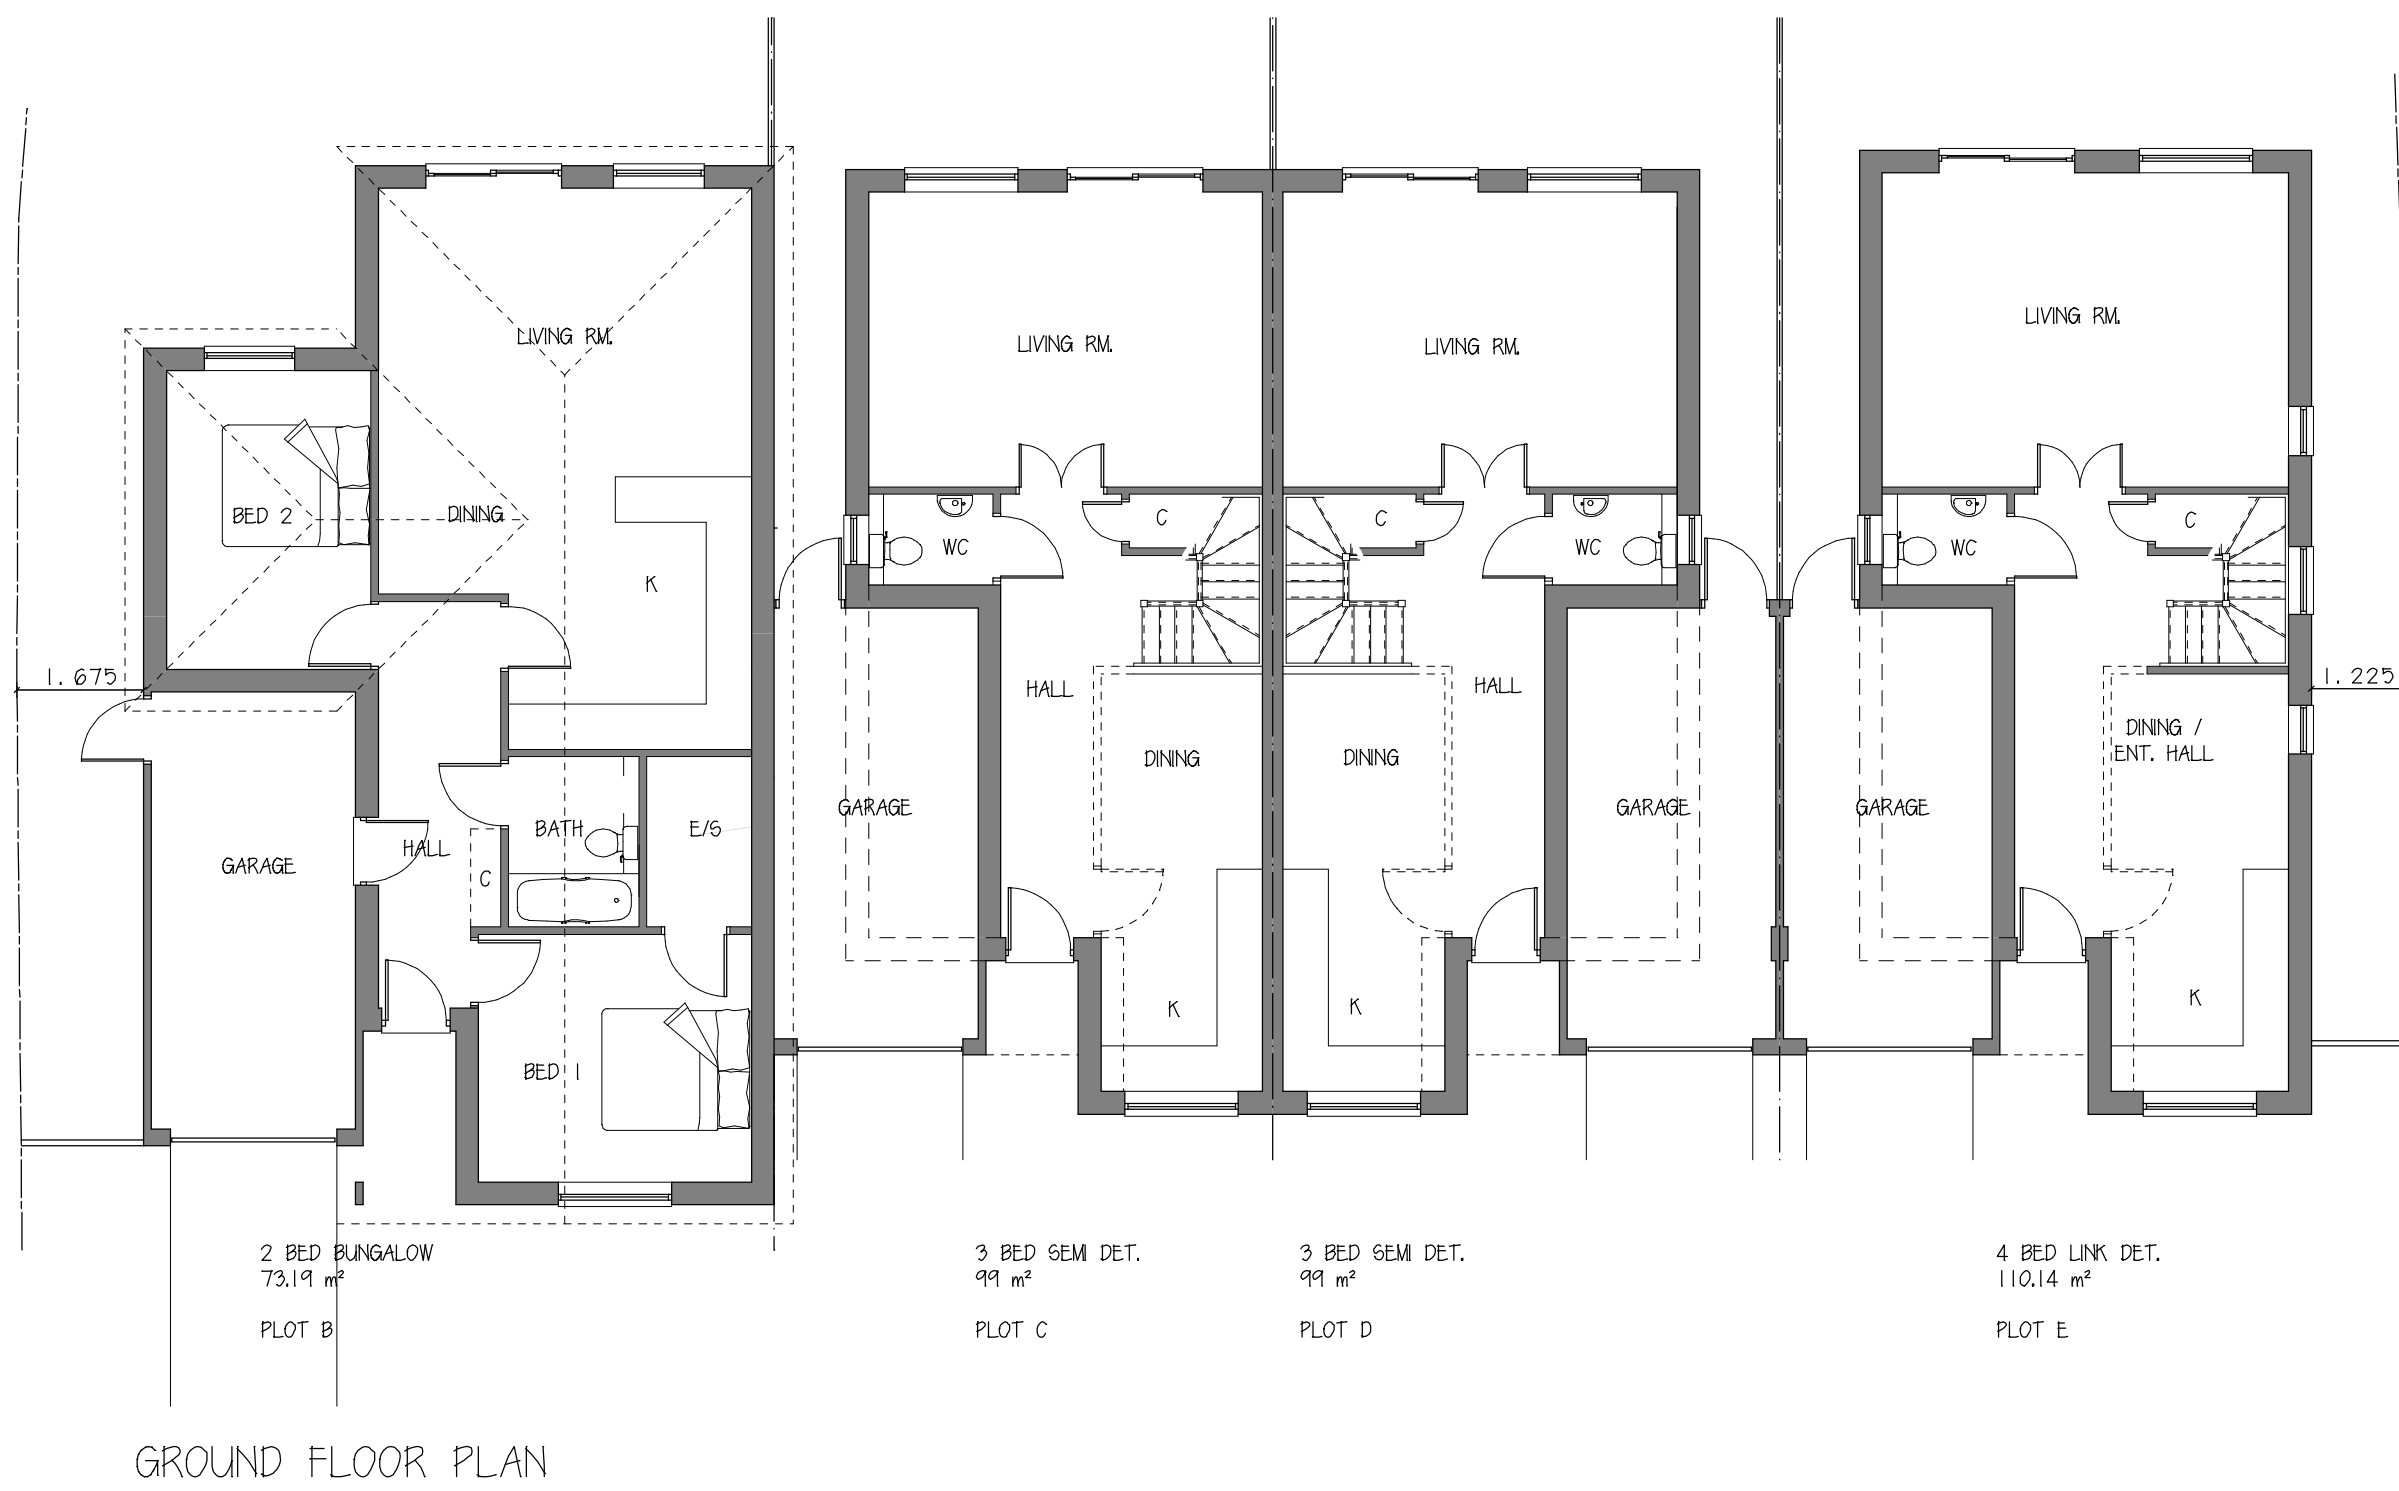 LIVING RM.
BED 2
DINING
K
1.675
GARAGE
HALL
BATH
E/S
C
BED 1
LIVING RM.
WC
C
HALL
DINING
GARAGE
K
LIVING RM.
C
WC
HALL
DINING
GARAGE
K
LIVING RM.
WC
C
1.225
DINING /
ENT. HALL
GARAGE
K
2 BED BUNGALOW
73.19 m²
PLOT B
3 BED SEMI DET.
99 m²
PLOT C
3 BED SEMI DET.
99 m²
PLOT D
4 BED LINK DET.
110.14 m²
PLOT E
GROUND FLOOR PLAN